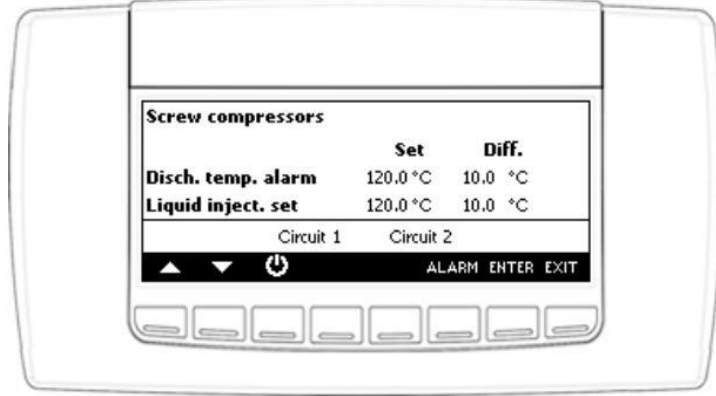 Screw compressors
Set Diff.
Disch. temp. alarm 120.0 °C 10.0 °C
Liquid inject. set 120.0 °C 10.0 °C
Circuit 1 Circuit 2
ALARM ENTER EXIT